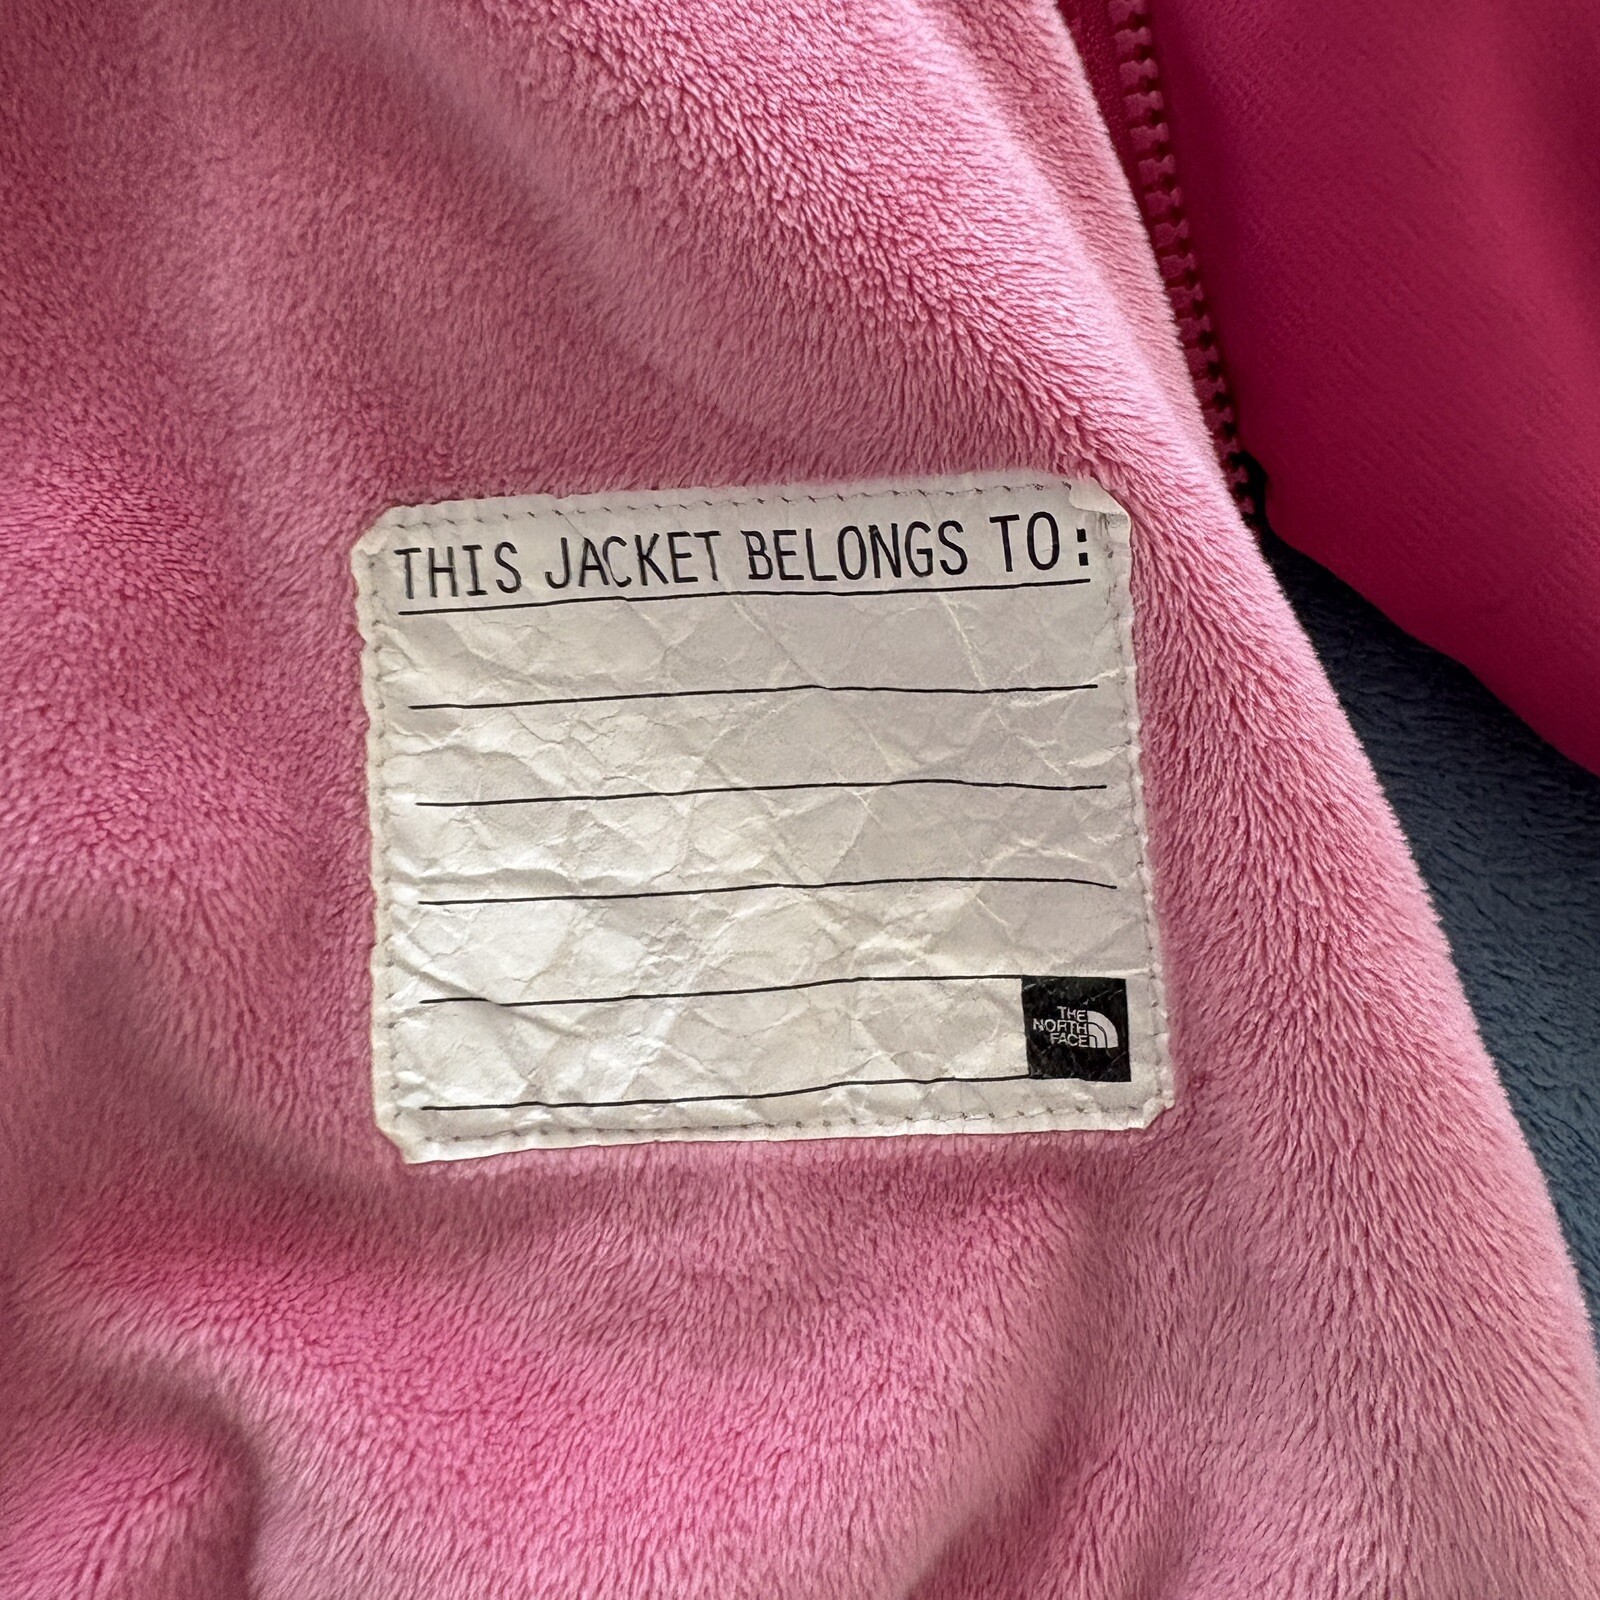 THIS JACKET BELONGS TO:
THE
NORTH
FACE